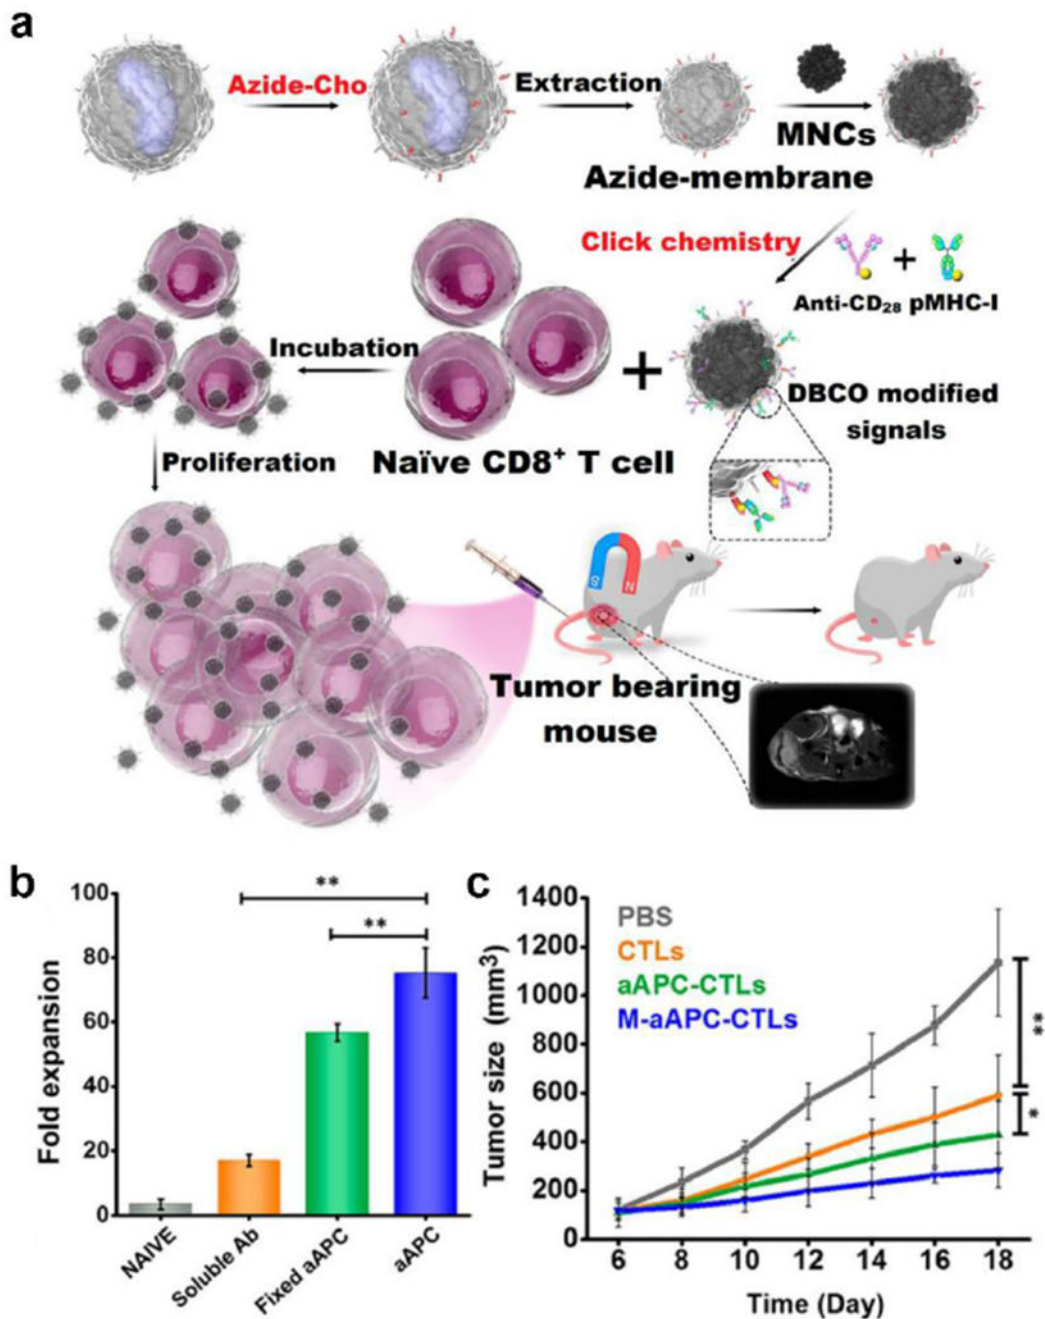 a
Azide-Cho
Extraction
MNCs
Azide-membrane
Click chemistry
+
Anti-CD₂₈ pMHC-I
Incubation
+
DBCO modified
signals
Naïve CD8⁺ T cell
Proliferation
S N
Tumor bearing
mouse
b
Fold expansion
100
80
60
40
20
0
**
**
NAIVE
Soluble Ab
Fixed aAPC
aAPC
c
Tumor size (mm³)
1400
1200
1000
800
600
400
200
0
PBS
CTLs
aAPC-CTLs
M-aAPC-CTLs
**
*
6 8 10 12 14 16 18
Time (Day)